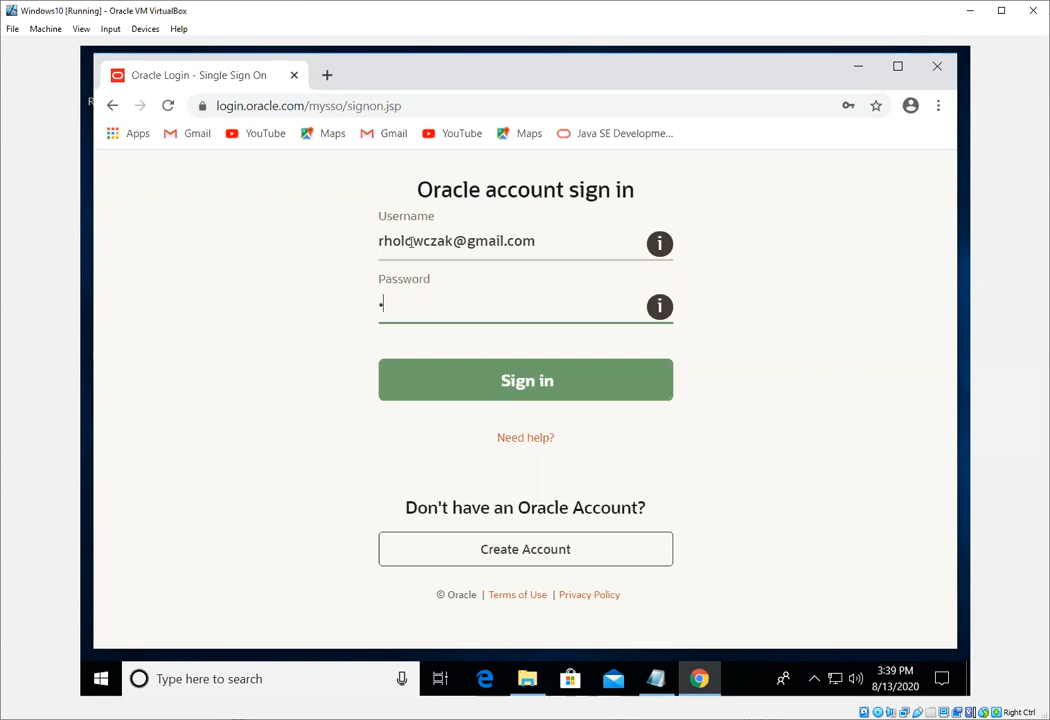 Windows10 [Running] - Oracle VM VirtualBox
File Machine View Input Devices Help
Oracle Login - Single Sign On
login.oracle.com/mysso/signon.jsp
Apps Gmail YouTube Maps Gmail YouTube Maps Java SE Developme...
Oracle account sign in
Username
rholowczak@gmail.com
Password
•
Sign in
Need help?
Don't have an Oracle Account?
Create Account
© Oracle | Terms of Use | Privacy Policy
Type here to search
3:39 PM
8/13/2020
Right Ctrl